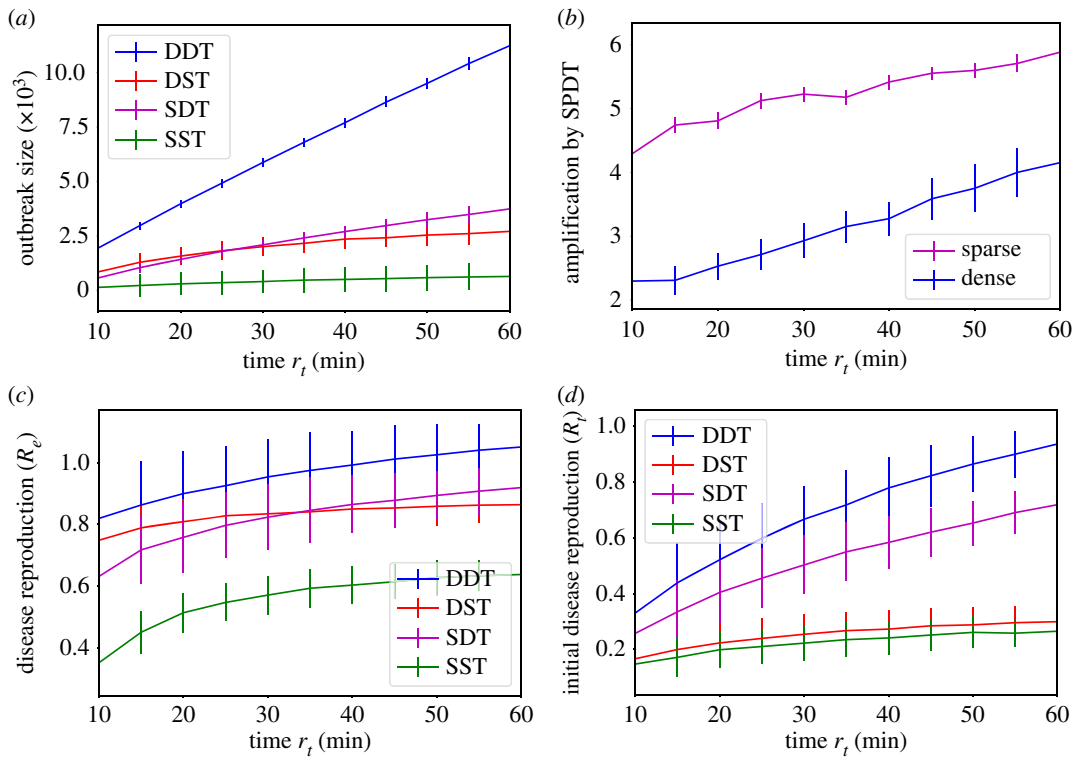 (a)
outbreak size (×10³)
10.0
7.5
5.0
2.5
0
DDT
DST
SDT
SST
10 20 30 40 50 60
time r_t (min)
(b)
amplification by SPDT
6
5
4
3
2
sparse
dense
10 20 30 40 50 60
time r_t (min)
(c)
disease reproduction (R_e)
1.0
0.8
0.6
0.4
DDT
DST
SDT
SST
10 20 30 40 50 60
time r_t (min)
(d)
initial disease reproduction (R_t)
1.0
0.8
0.6
0.4
0.2
DDT
DST
SDT
SST
10 20 30 40 50 60
time r_t (min)